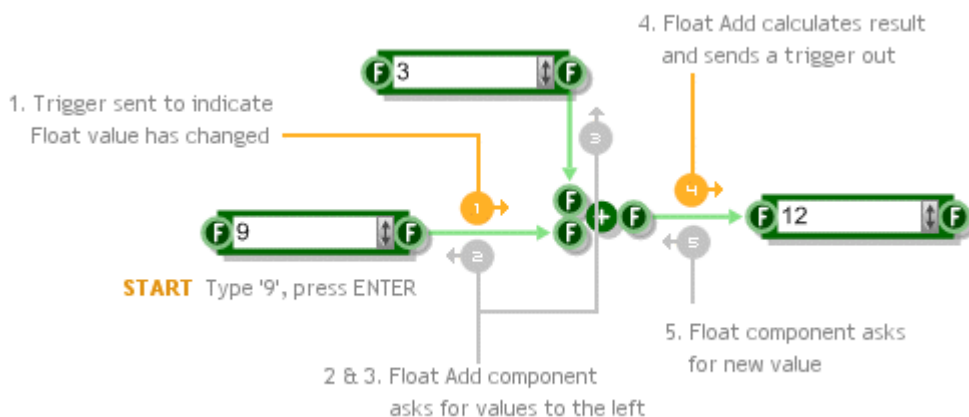 4. Float Add calculates result
and sends a trigger out
F 3 F
1. Trigger sent to indicate
Float value has changed
3
1
4
F
F + F
F 12 F
F 9 F
2
5
START Type '9', press ENTER
5. Float component asks
for new value
2 & 3. Float Add component
asks for values to the left